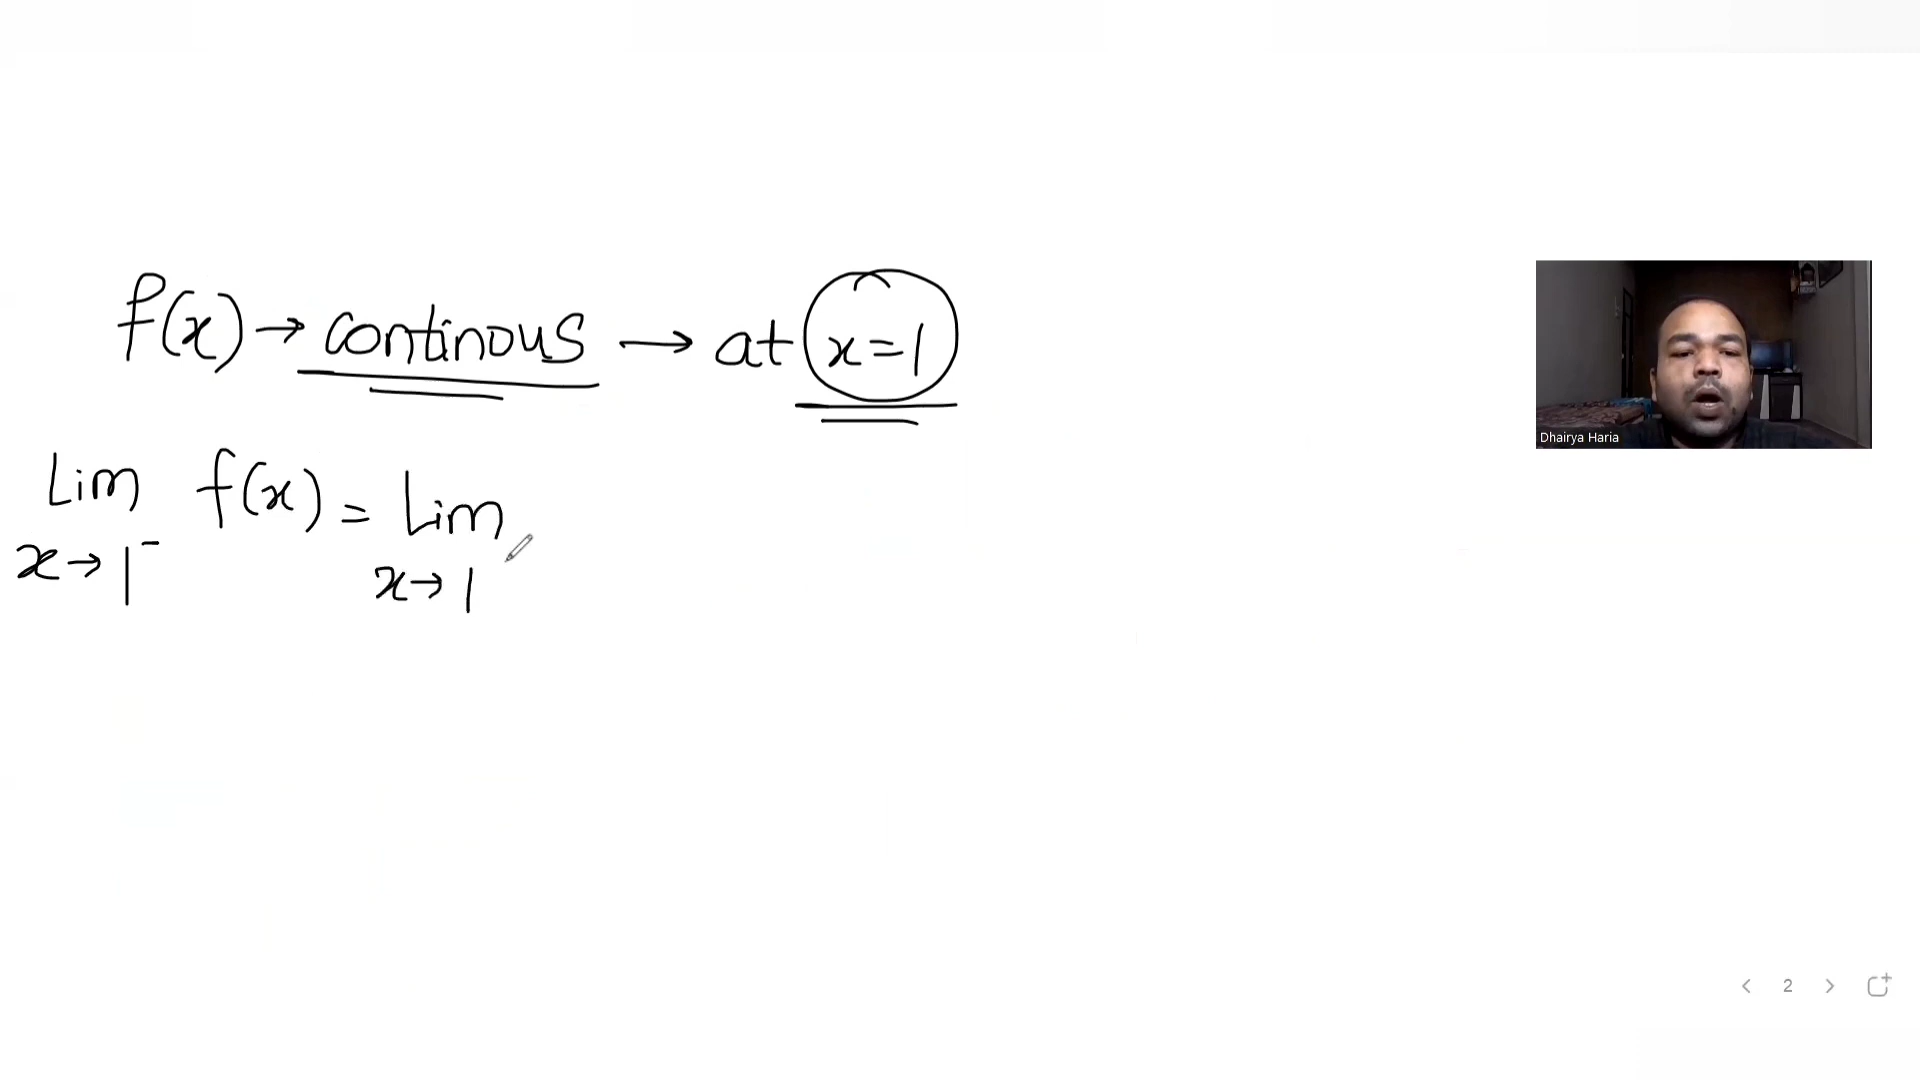 f(x) → continous → at x=1
Lim f(x) = Lim
x→1⁻ x→1
Dhairya Haria
2